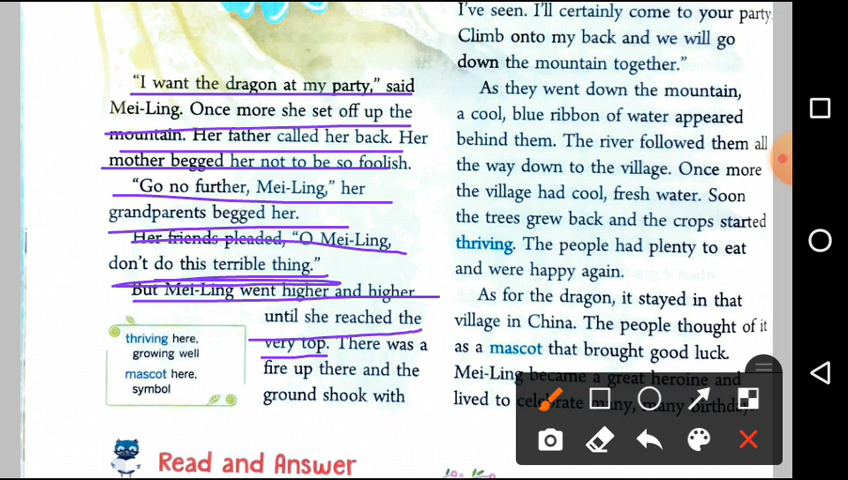 "I want the dragon at my party," said
Mei-Ling. Once more she set off up the
mountain. Her father called her back. Her
mother begged her not to be so foolish.
"Go no further, Mei-Ling," her
grandparents begged her.
Her friends pleaded, "O Mei-Ling,
don't do this terrible thing."
But Mei-Ling went higher and higher
until she reached the
very top. There was a
fire up there and the
ground shook with
thriving here,
growing well
mascot here,
symbol
Read and Answer
I've seen. I'll certainly come to your party.
Climb onto my back and we will go
down the mountain together."
As they went down the mountain,
a cool, blue ribbon of water appeared
behind them. The river followed them all
the way down to the village. Once more
the village had cool, fresh water. Soon
the trees grew back and the crops started
thriving. The people had plenty to eat
and were happy again.
As for the dragon, it stayed in that
village in China. The people thought of it
as a mascot that brought good luck.
Mei-Ling became a great heroine and
lived to celebrate many, many birthdays.